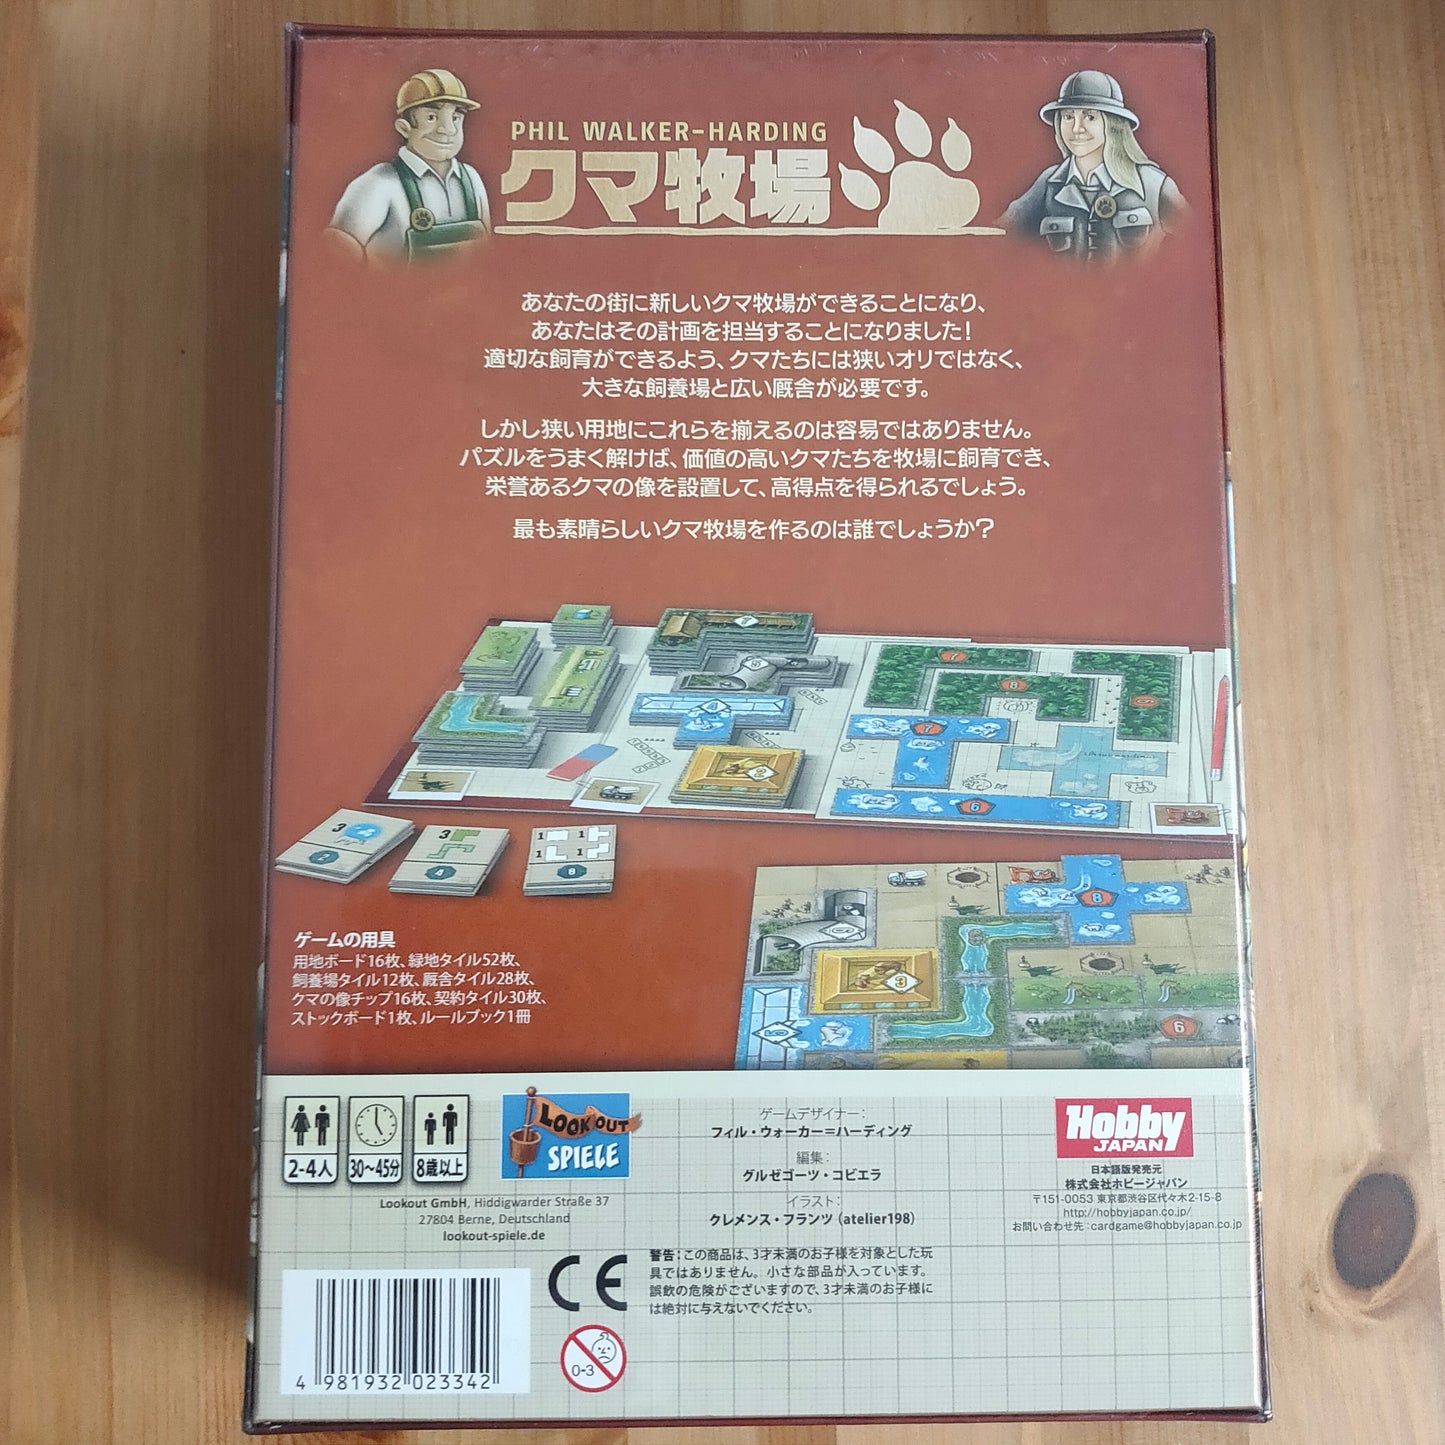 PHIL WALKER-HARDING
クマ牧場
あなたの街に新しいクマ牧場ができることになり、
あなたはその計画を担当することになりました!
適切な飼育ができるよう、クマたちには狭いオリではなく、
大きな飼養場と広い厩舎が必要です。
しかし狭い用地にこれらを揃えるのは容易ではありません。
パズルをうまく解けば、価値の高いクマたちを牧場に飼育でき、
栄誉あるクマの像を設置して、高得点を得られるでしょう。
最も素晴らしいクマ牧場を作るのは誰でしょうか?
7
8
7
6
9
3
2
3
4
1 1
1 1
8
8
3
5
6
ゲームの用具
用地ボード16枚、緑地タイル52枚、
飼養場タイル12枚、厩舎タイル28枚、
クマの像チップ16枚、契約タイル30枚、
ストックボード1枚、ルールブック1冊
2-4人
30〜45分
8歳以上
LOOKOUT
SPIELE
Lookout GmbH, Hiddigwarder Straße 37
27804 Berne, Deutschland
lookout-spiele.de
ゲームデザイナー:
フィル・ウォーカー=ハーディング
編集:
グルゼゴーツ・コビエラ
イラスト:
クレメンス・フランツ (atelier198)
Hobby
JAPAN
日本語版発売元
株式会社ホビージャパン
〒151-0053 東京都渋谷区代々木2-15-8
http://hobbyjapan.co.jp/
お問い合わせ先:cardgame@hobbyjapan.co.jp
CE
警告:この商品は、3才未満のお子様を対象とした玩
具ではありません。小さな部品が入っています。
誤飲の危険がございますので、3才未満のお子様に
は絶対に与えないでください。
0-3
4 981932 023342